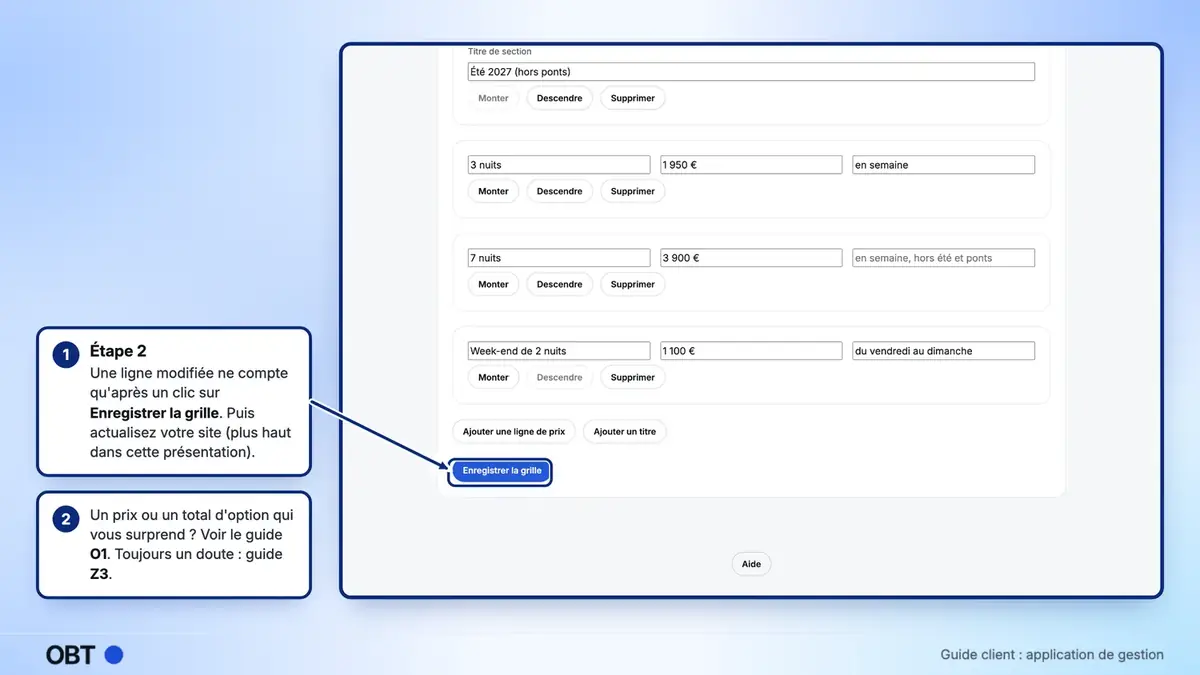 Titre de section
Été 2027 (hors ponts)
Monter
Descendre
Supprimer
3 nuits
1 950 €
en semaine
Monter
Descendre
Supprimer
7 nuits
3 900 €
en semaine, hors été et ponts
Monter
Descendre
Supprimer
Week-end de 2 nuits
1 100 €
du vendredi au dimanche
Monter
Descendre
Supprimer
Ajouter une ligne de prix
Ajouter un titre
Enregistrer la grille
Aide
1
Étape 2
Une ligne modifiée ne compte
qu'après un clic sur
Enregistrer la grille. Puis
actualisez votre site (plus haut
dans cette présentation).
2
Un prix ou un total d'option qui
vous surprend ? Voir le guide
O1. Toujours un doute : guide
Z3.
OBT
Guide client : application de gestion